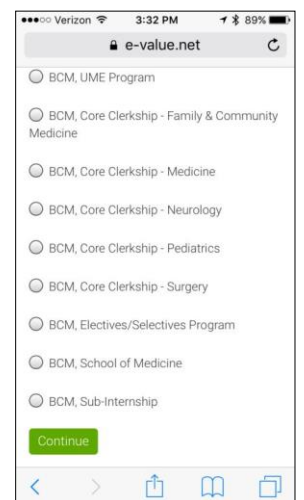 Verizon 3:32 PM 89%
e-value.net
BCM, UME Program
BCM, Core Clerkship - Family & Community
Medicine
BCM, Core Clerkship - Medicine
BCM, Core Clerkship - Neurology
BCM, Core Clerkship - Pediatrics
BCM, Core Clerkship - Surgery
BCM, Electives/Selectives Program
BCM, School of Medicine
BCM, Sub-Internship
Continue